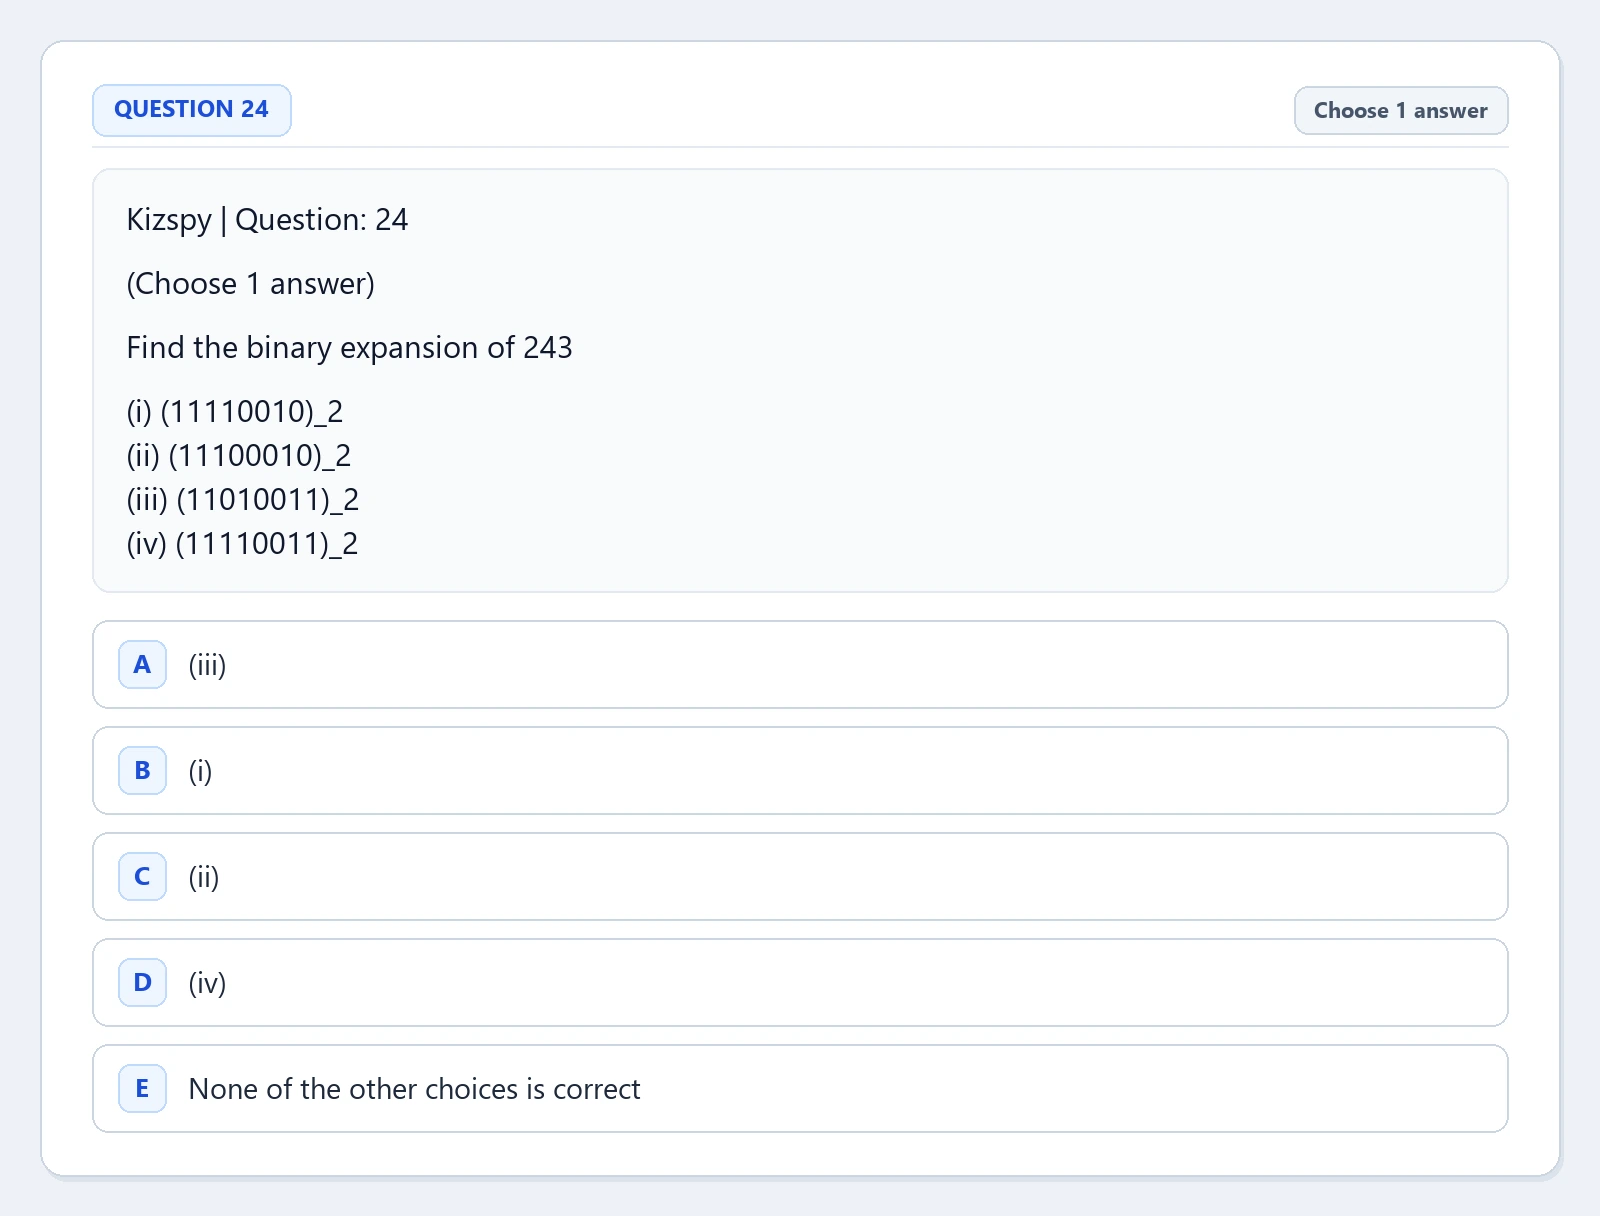 QUESTION 24
Choose 1 answer
Kizspy | Question: 24
(Choose 1 answer)
Find the binary expansion of 243
(i) (11110010)_2
(ii) (11100010)_2
(iii) (11010011)_2
(iv) (11110011)_2
A (iii)
B (i)
C (ii)
D (iv)
E None of the other choices is correct